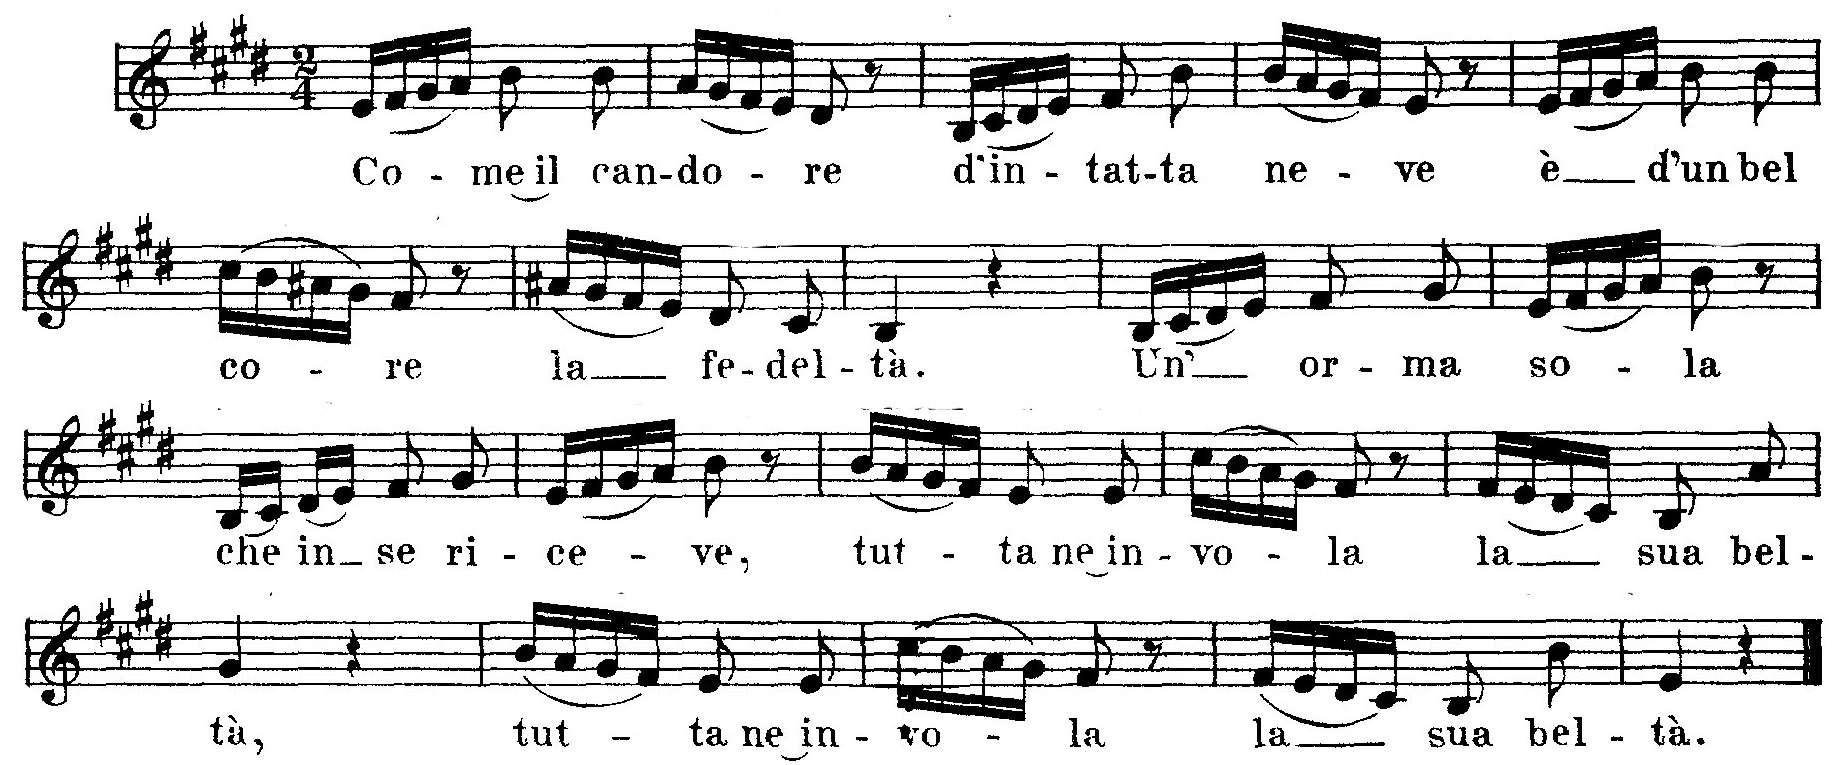 2
4
Co - me il can-do - re d'in - tat-ta ne - ve è___ d'un bel
co - re la___ fe-del-tà. Un'___ or - ma so - la
che in_ se ri - ce - ve, tut - ta ne in - vo - la la___ sua bel-
tà, tut - ta ne in - vo - la la___ sua bel - tà.